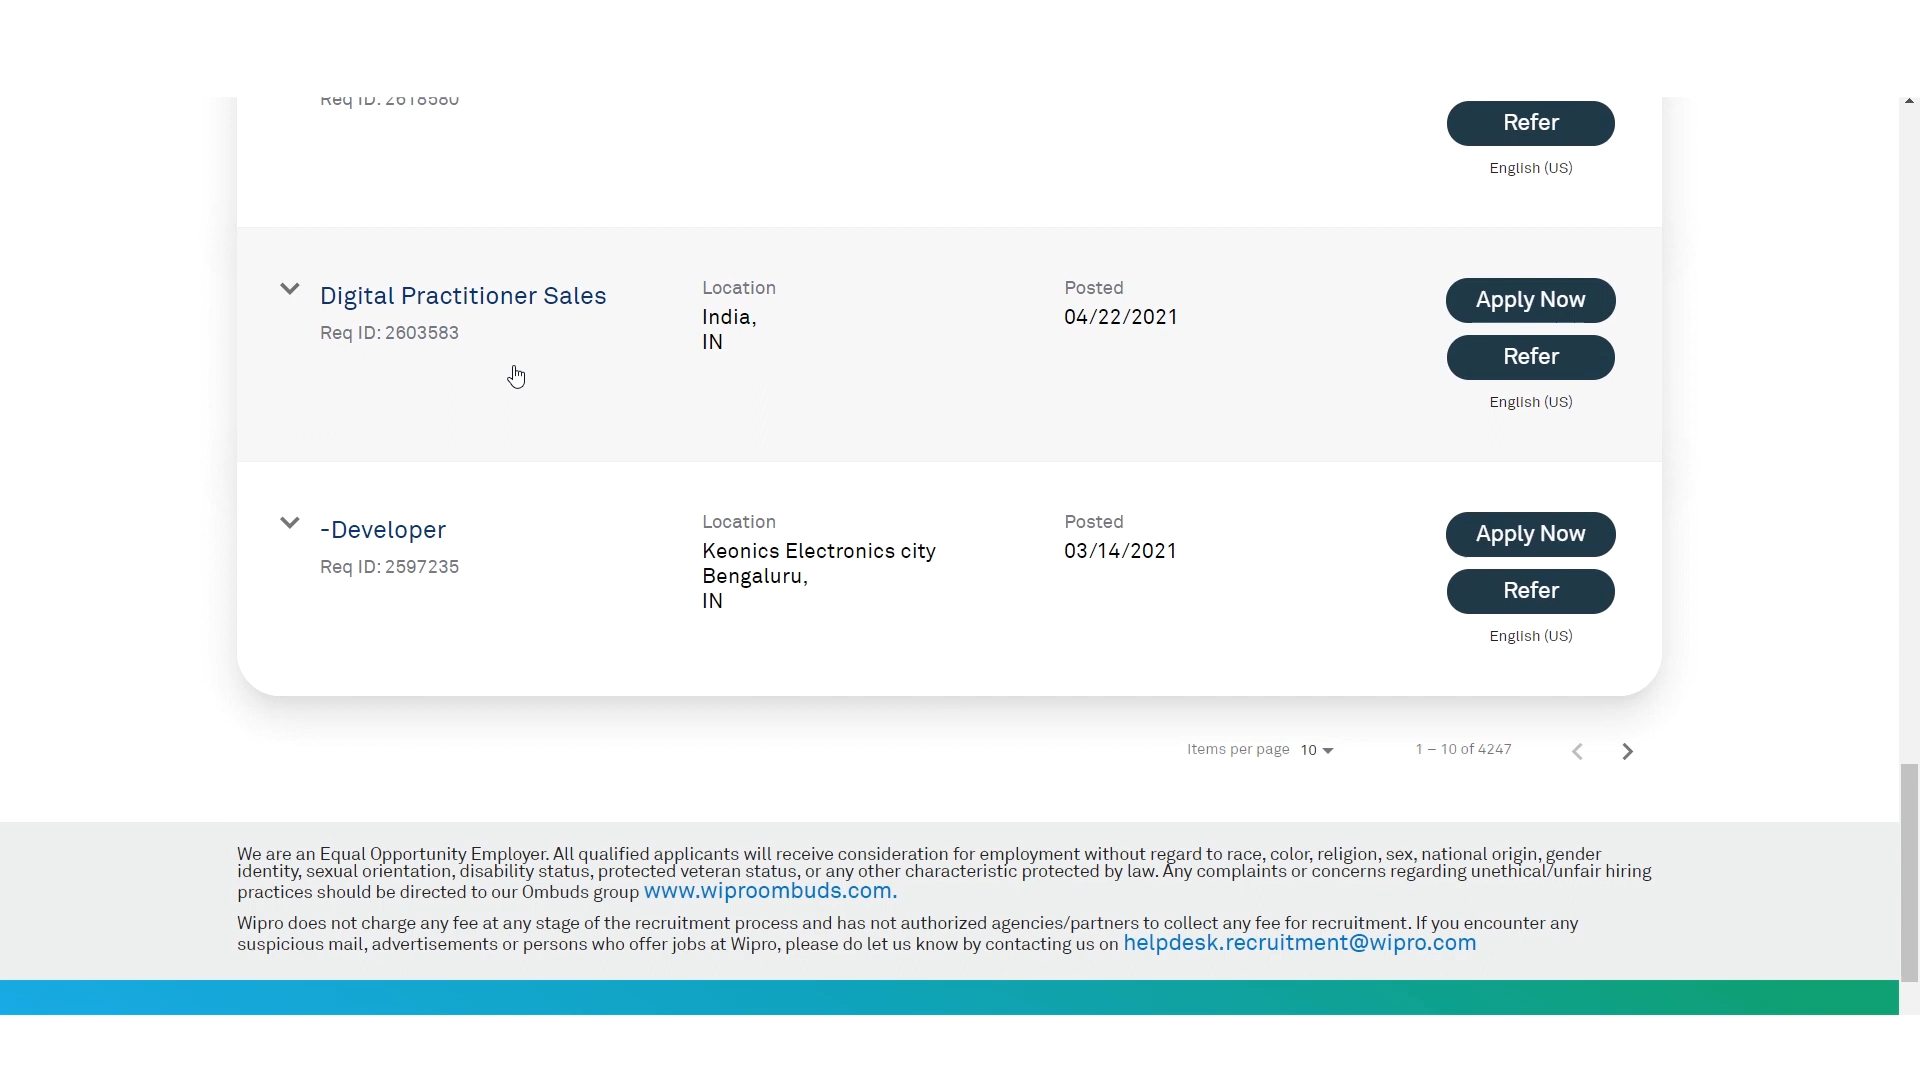 Req ID: 2618580
Refer
English (US)
Digital Practitioner Sales
Req ID: 2603583
Location
India,
IN
Posted
04/22/2021
Apply Now
Refer
English (US)
-Developer
Req ID: 2597235
Location
Keonics Electronics city
Bengaluru,
IN
Posted
03/14/2021
Apply Now
Refer
English (US)
Items per page 10
1 – 10 of 4247
We are an Equal Opportunity Employer. All qualified applicants will receive consideration for employment without regard to race, color, religion, sex, national origin, gender
identity, sexual orientation, disability status, protected veteran status, or any other characteristic protected by law. Any complaints or concerns regarding unethical/unfair hiring
practices should be directed to our Ombuds group www.wiproombuds.com.
Wipro does not charge any fee at any stage of the recruitment process and has not authorized agencies/partners to collect any fee for recruitment. If you encounter any
suspicious mail, advertisements or persons who offer jobs at Wipro, please do let us know by contacting us on helpdesk.recruitment@wipro.com